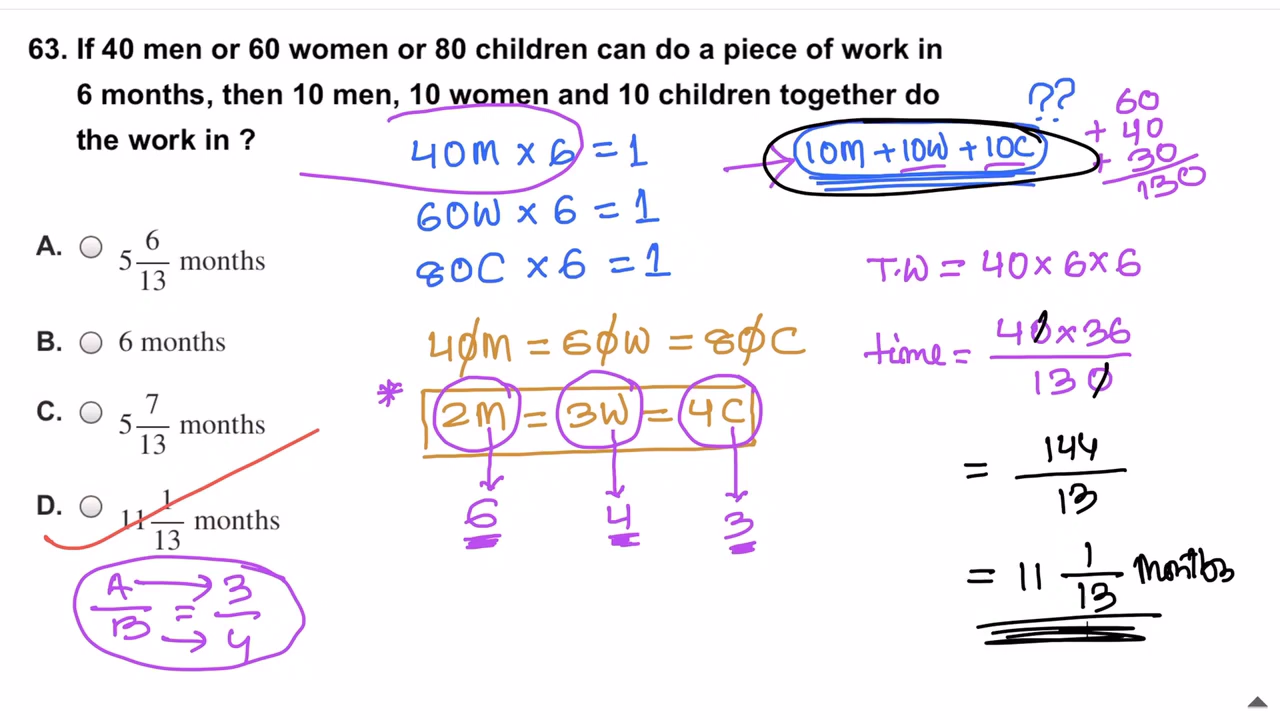 63. If 40 men or 60 women or 80 children can do a piece of work in
6 months, then 10 men, 10 women and 10 children together do
the work in ?
40M × 6 = 1
60W × 6 = 1
80C × 6 = 1
??
10M + 10W + 10C
60
+ 40
+ 30
130
A. 5 6/13 months
B. 6 months
C. 5 7/13 months
D. 11 1/13 months
40M = 60W = 80C
* 2M = 3W = 4C
6 4 3
A/B = 3/4
T.W = 40 × 6 × 6
time = 40 × 36 / 130
= 144/13
= 11 1/13 months